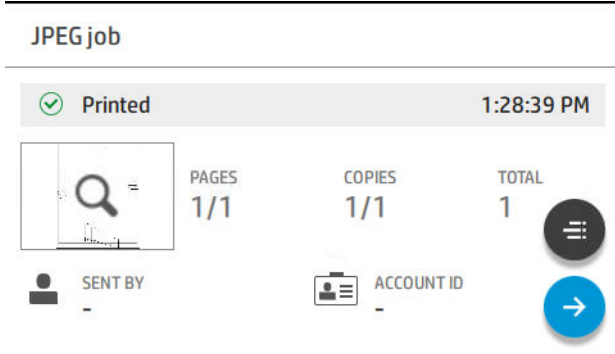 JPEG job
Printed 1:28:39 PM
PAGES COPIES TOTAL
1/1 1/1 1
SENT BY ACCOUNT ID
- -